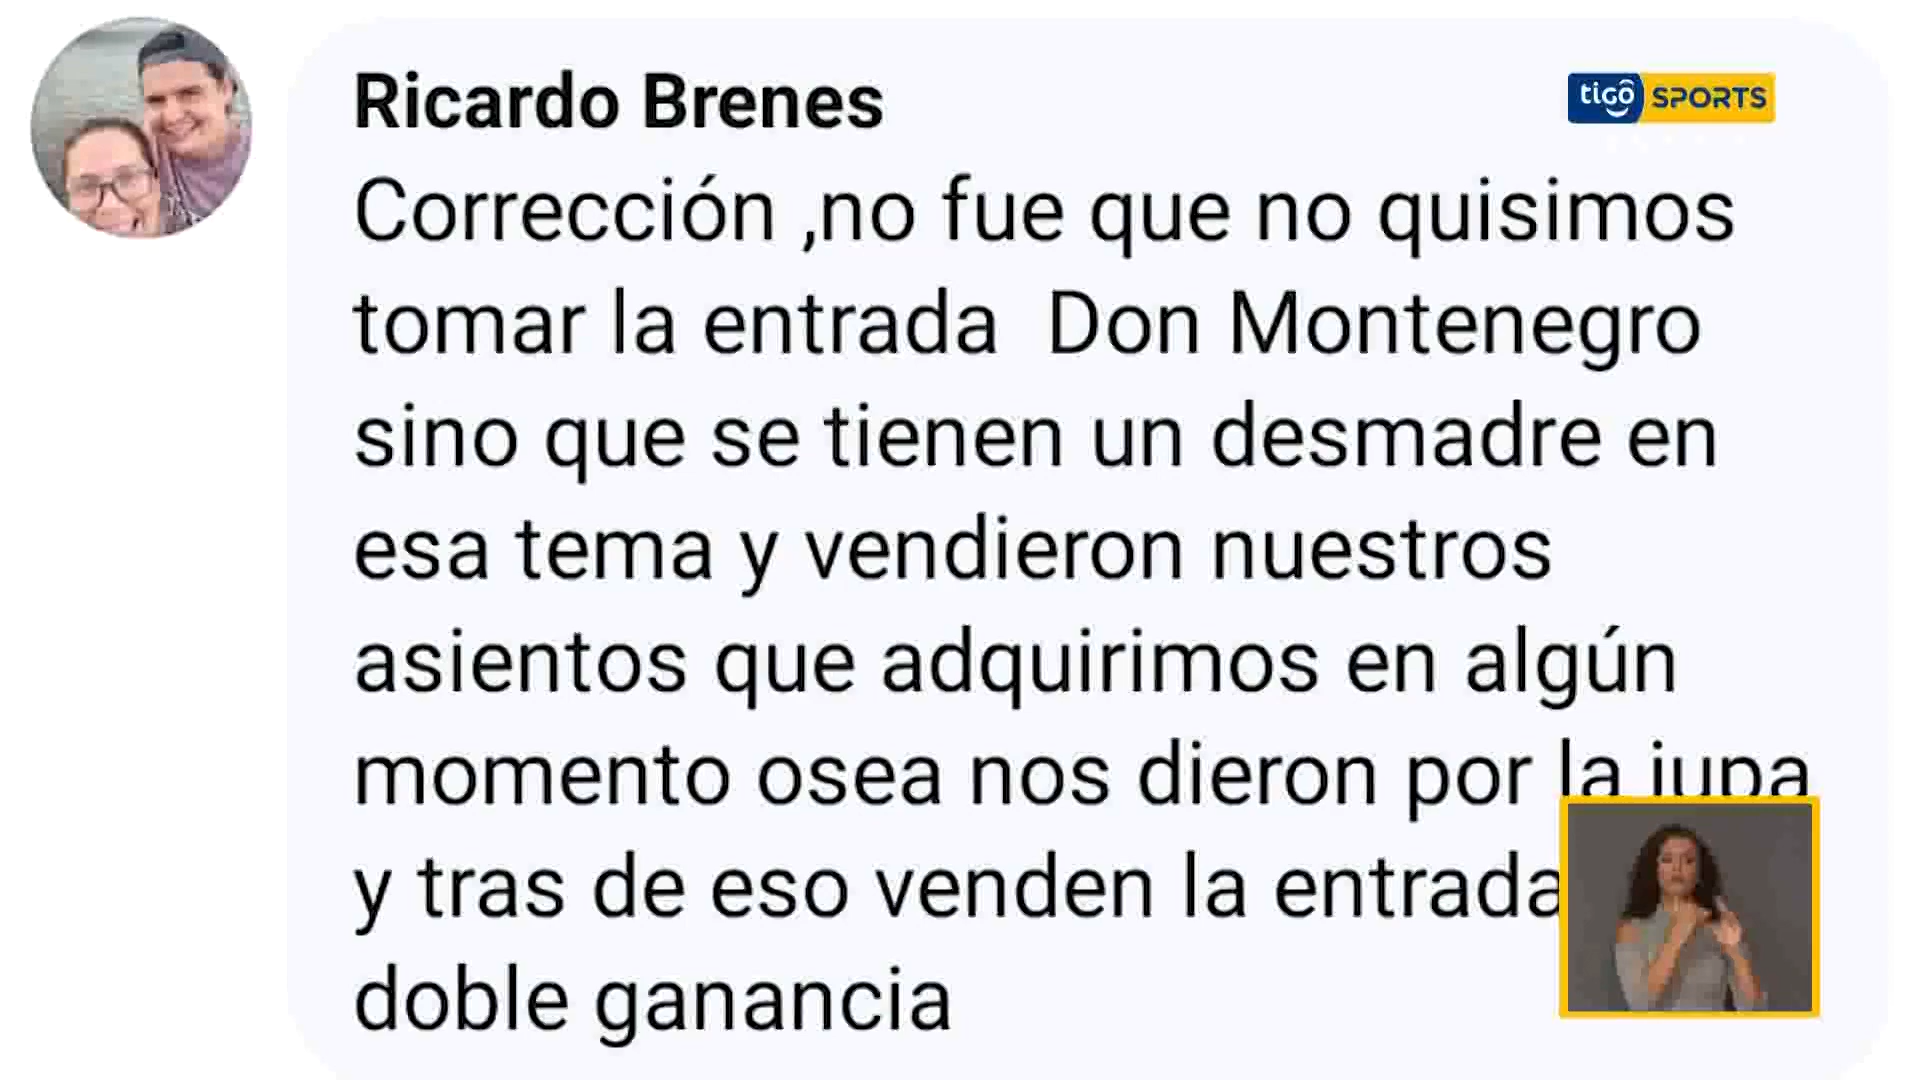 Ricardo Brenes
tigo SPORTS
Corrección ,no fue que no quisimos
tomar la entrada Don Montenegro
sino que se tienen un desmadre en
esa tema y vendieron nuestros
asientos que adquirimos en algún
momento osea nos dieron por la jupa
y tras de eso venden la entrada
doble ganancia